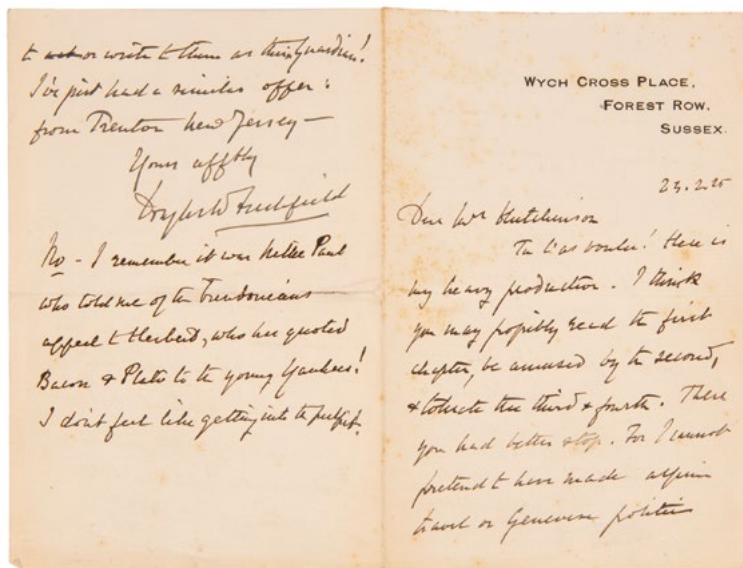 WYCH CROSS PLACE,
FOREST ROW,
SUSSEX.
23.2.25
Dear Mrs Hutchinson
Tu l'as voulu! Here is
my heavy production. I think
you may profitably read the first
chapter, be amused by the second,
& tolerate the third & fourth. There
you had better stop. For I cannot
pretend to have made alpine
travel or Genevese politics
to or write to them as their Guardian!
I've just had a similar offer:
from Trenton New Jersey—
Yours afftly
Douglas W Freshfield
No - I remember it was Paul
who told me of the Trentonians
appeal to Herbert, who has quoted
Bacon & Plato to the young Yankees!
I don't feel like getting into the pulpit.